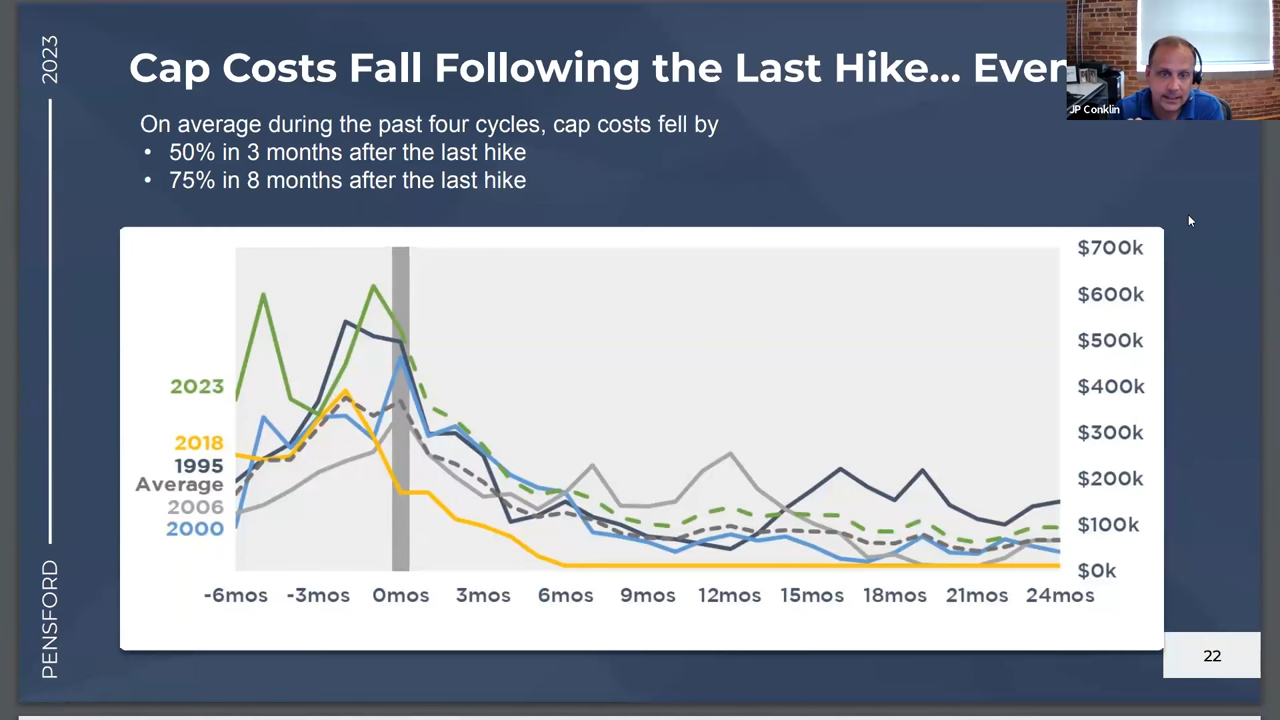 2023
PENSFORD
Cap Costs Fall Following the Last Hike... Even
JP Conklin
On average during the past four cycles, cap costs fell by
• 50% in 3 months after the last hike
• 75% in 8 months after the last hike
$700k
$600k
$500k
$400k
$300k
$200k
$100k
$0k
2023
2018
1995
Average
2006
2000
-6mos -3mos 0mos 3mos 6mos 9mos 12mos 15mos 18mos 21mos 24mos
22